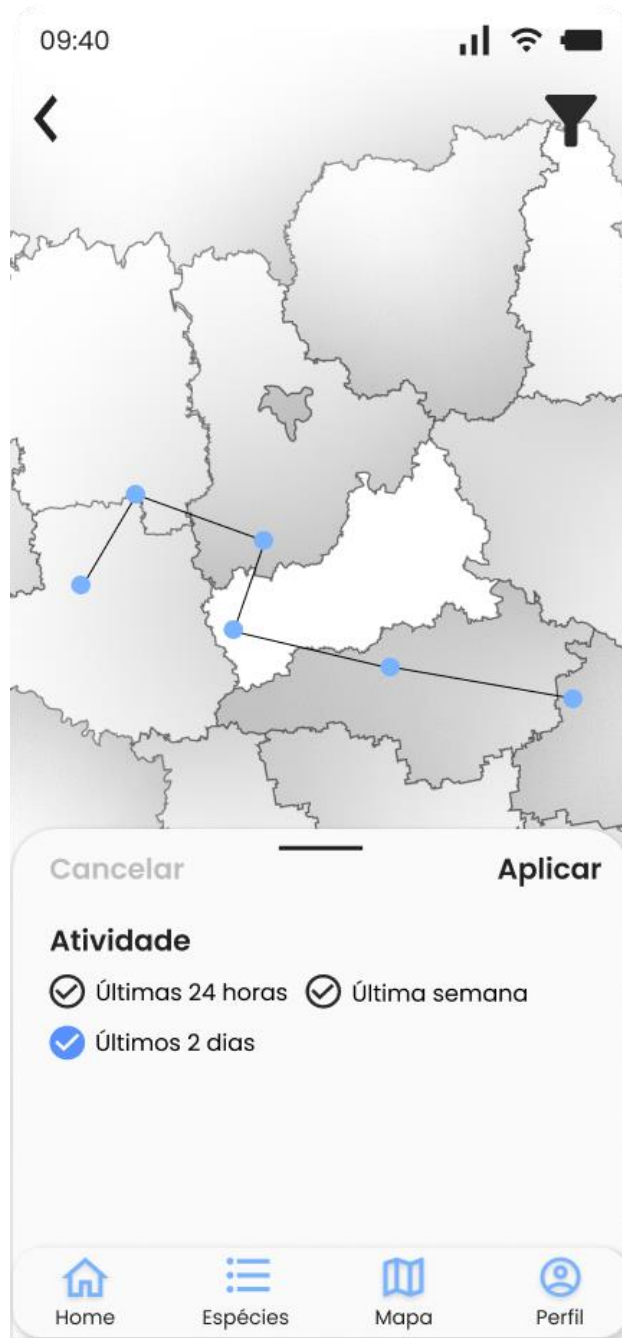 09:40
Cancelar Aplicar
Atividade
Últimas 24 horas Última semana
Últimos 2 dias
Home Espécies Mapa Perfil